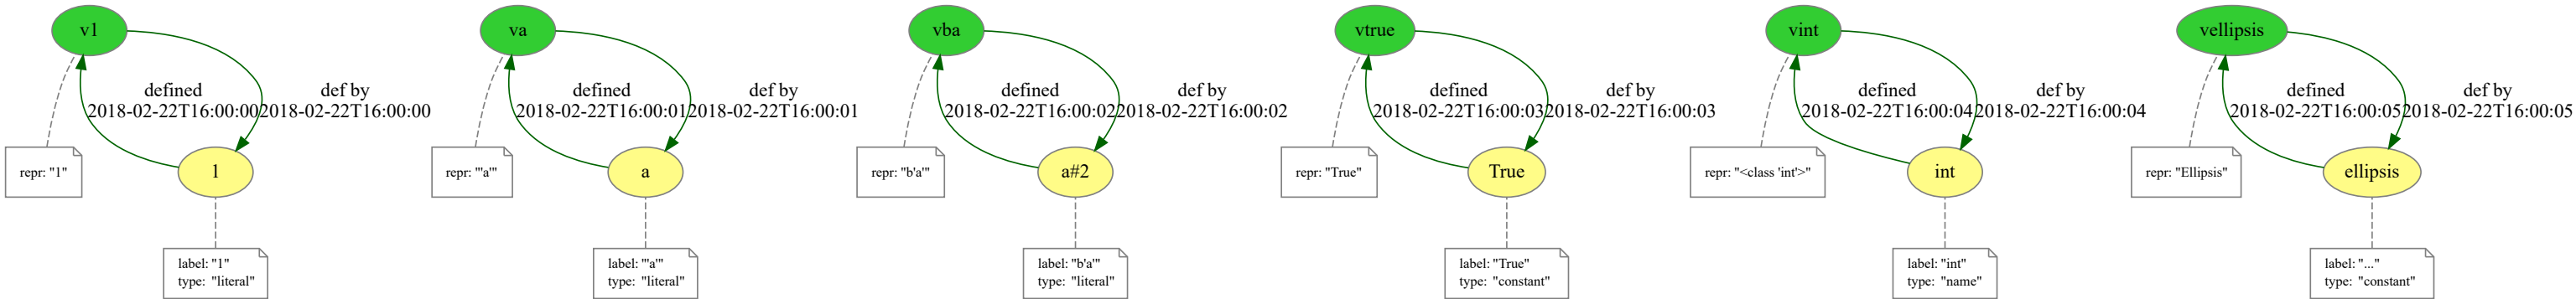 v1
defined
2018-02-22T16:00:00
def by
2018-02-22T16:00:00
repr: "1"
1
label: "1"
type: "literal"
va
defined
2018-02-22T16:00:01
def by
2018-02-22T16:00:01
repr: "'a'"
a
label: "'a'"
type: "literal"
vba
defined
2018-02-22T16:00:02
def by
2018-02-22T16:00:02
repr: "b'a'"
a#2
label: "b'a'"
type: "literal"
vtrue
defined
2018-02-22T16:00:03
def by
2018-02-22T16:00:03
repr: "True"
True
label: "True"
type: "constant"
vint
defined
2018-02-22T16:00:04
def by
2018-02-22T16:00:04
repr: "<class 'int'>"
int
label: "int"
type: "name"
vellipsis
defined
2018-02-22T16:00:05
def by
2018-02-22T16:00:05
repr: "Ellipsis"
ellipsis
label: "..."
type: "constant"